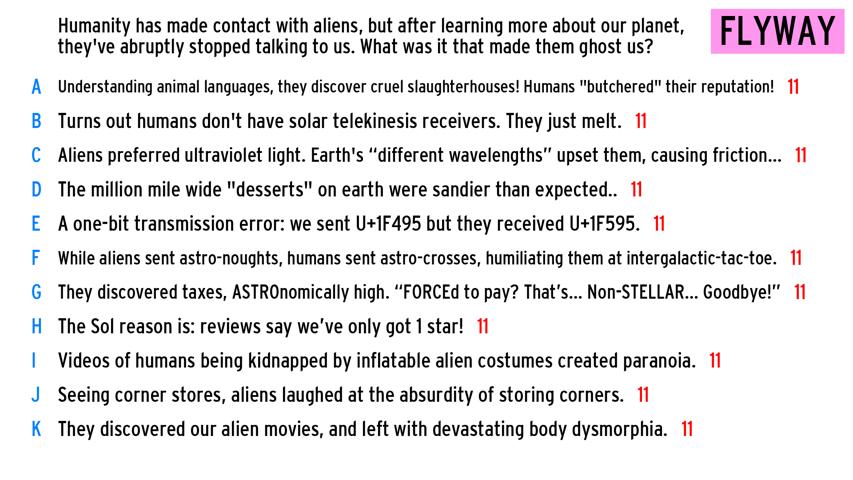 Humanity has made contact with aliens, but after learning more about our planet,
they've abruptly stopped talking to us. What was it that made them ghost us?
FLYWAY
A Understanding animal languages, they discover cruel slaughterhouses! Humans "butchered" their reputation! 11
B Turns out humans don't have solar telekinesis receivers. They just melt. 11
C Aliens preferred ultraviolet light. Earth's “different wavelengths” upset them, causing friction... 11
D The million mile wide "desserts" on earth were sandier than expected.. 11
E A one-bit transmission error: we sent U+1F495 but they received U+1F595. 11
F While aliens sent astro-noughts, humans sent astro-crosses, humiliating them at intergalactic-tac-toe. 11
G They discovered taxes, ASTROnomically high. “FORCEd to pay? That’s... Non-STELLAR... Goodbye!” 11
H The Sol reason is: reviews say we’ve only got 1 star! 11
I Videos of humans being kidnapped by inflatable alien costumes created paranoia. 11
J Seeing corner stores, aliens laughed at the absurdity of storing corners. 11
K They discovered our alien movies, and left with devastating body dysmorphia. 11